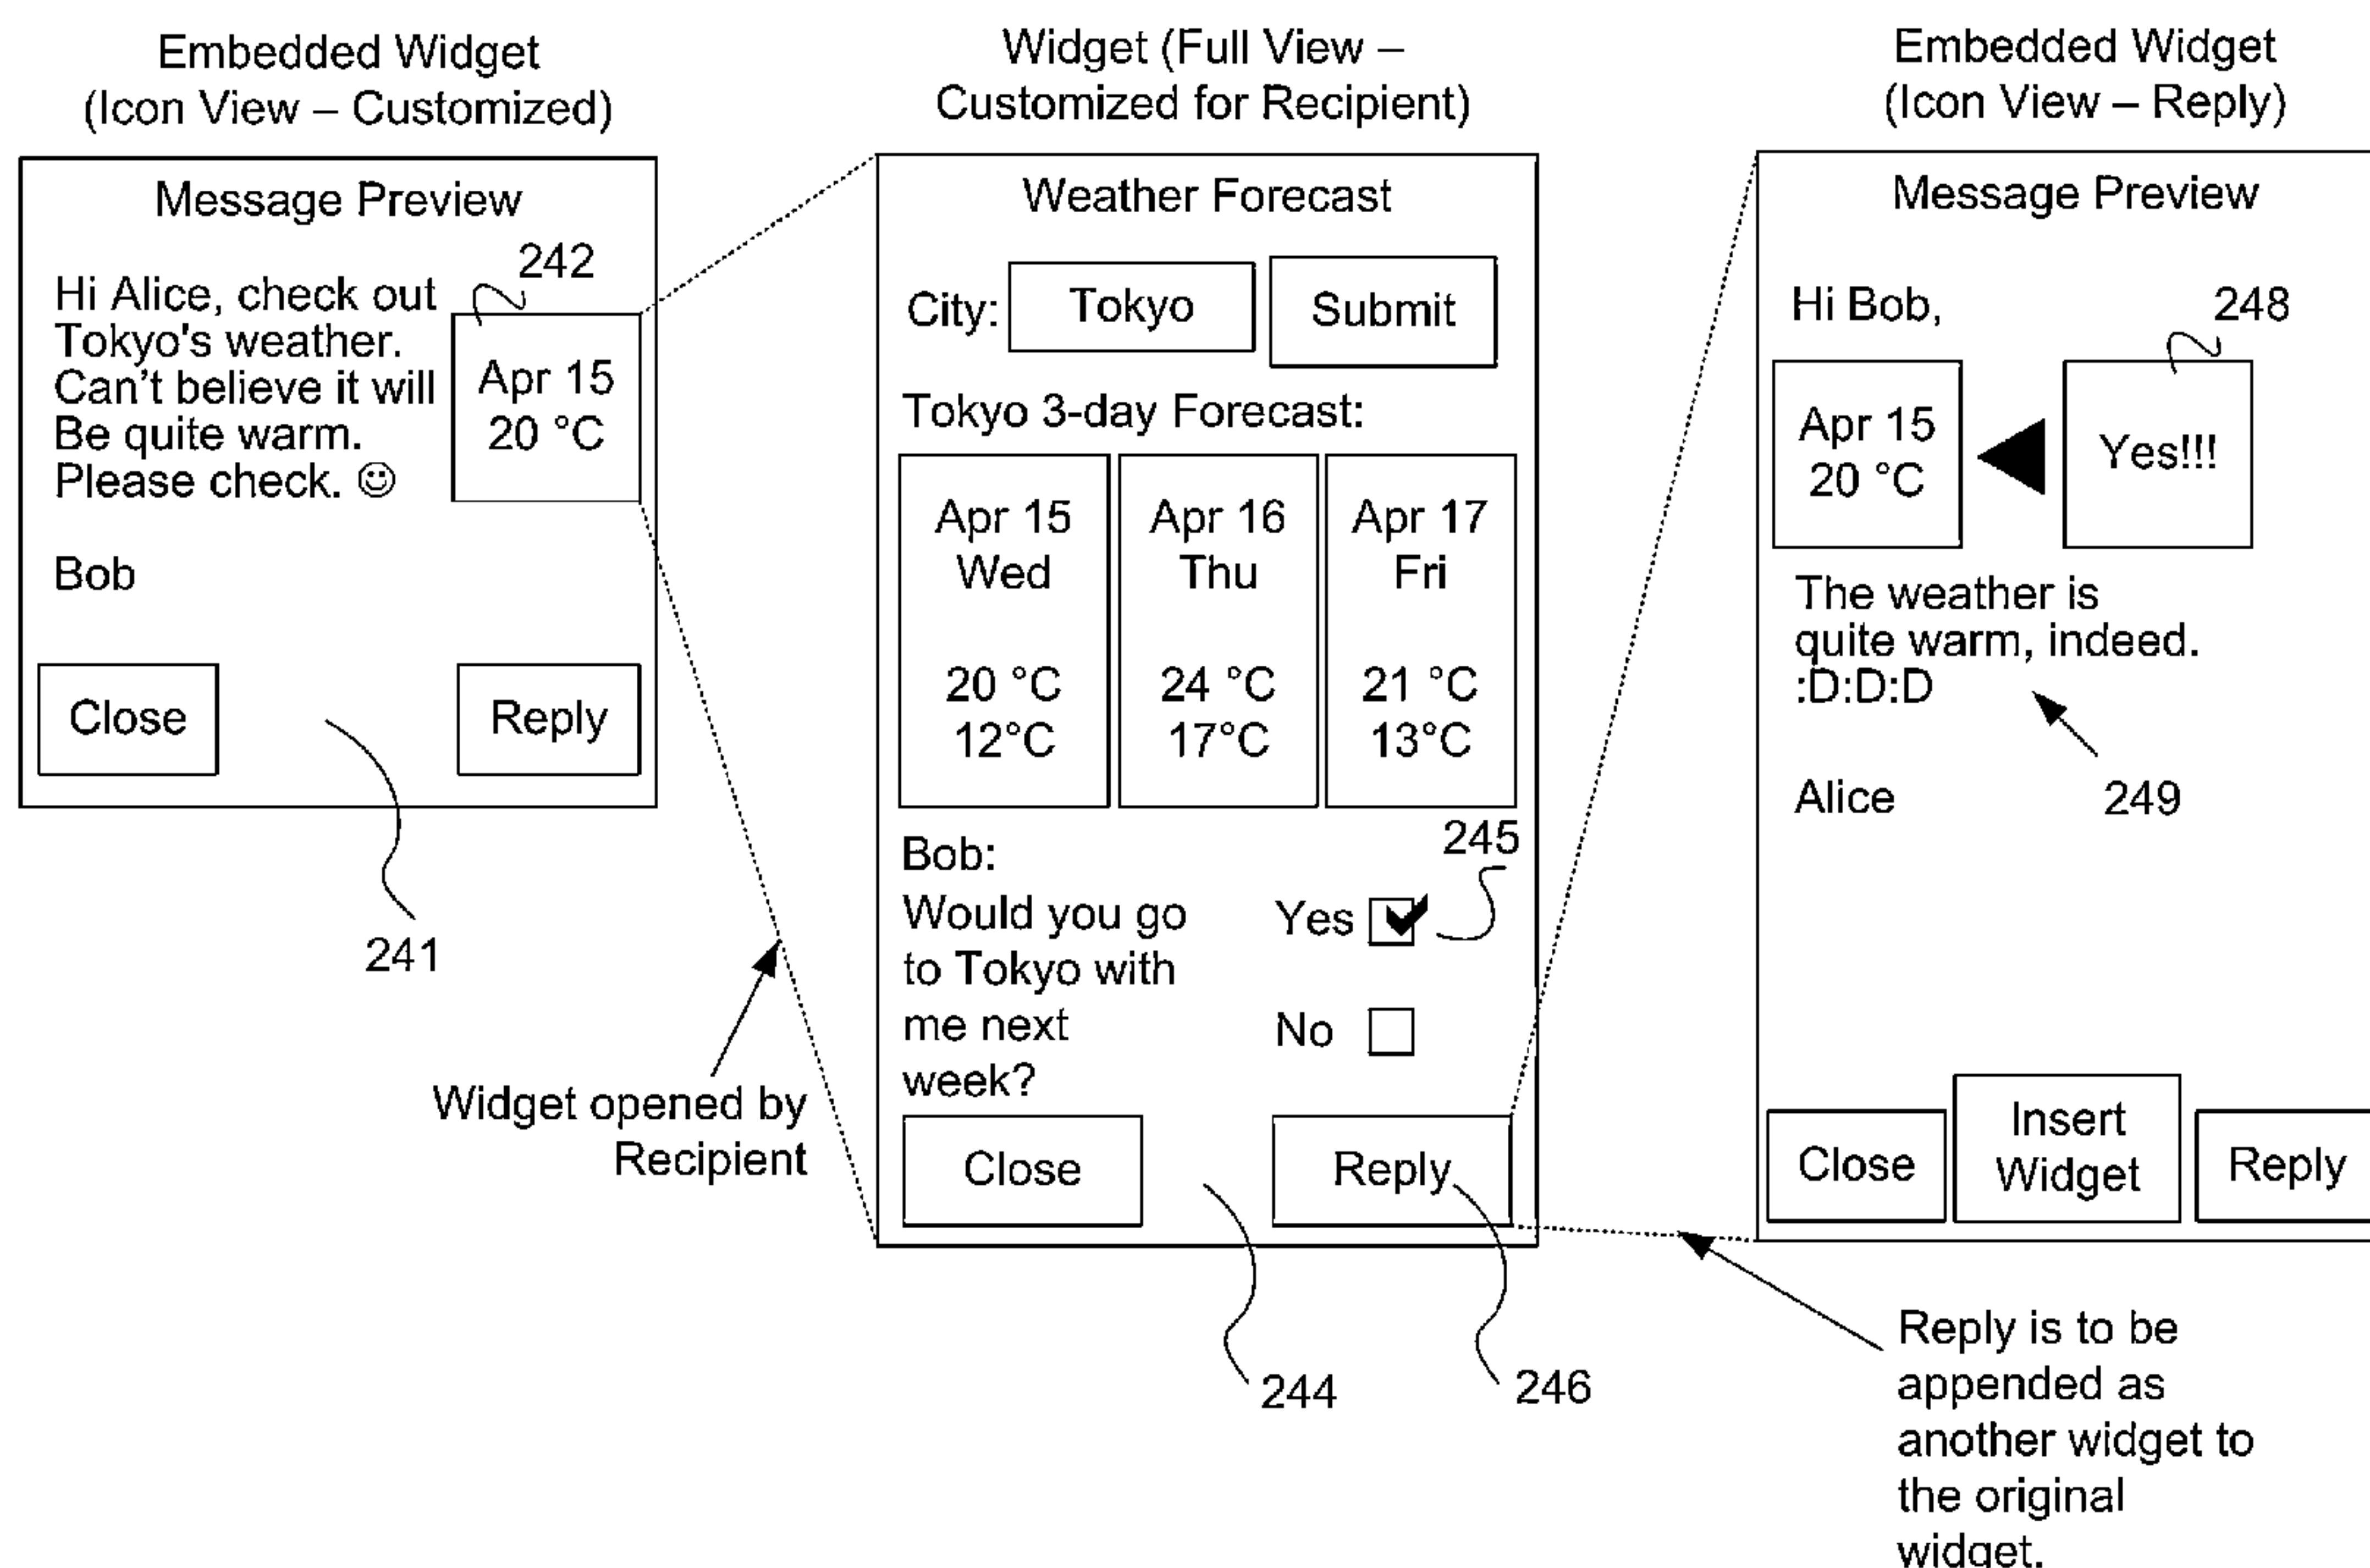 Embedded Widget
(Icon View – Customized)
Message Preview
242
Hi Alice, check out
Tokyo's weather.
Can't believe it will
Be quite warm.
Please check. ☺
Apr 15
20 °C
Bob
Close
Reply
241
Widget opened by
Recipient
Widget (Full View –
Customized for Recipient)
Weather Forecast
City:
Tokyo
Submit
Tokyo 3-day Forecast:
Apr 15
Wed
20 °C
12°C
Apr 16
Thu
24 °C
17°C
Apr 17
Fri
21 °C
13°C
245
Bob:
Would you go
to Tokyo with
me next
week?
Yes
No
Close
Reply
244
246
Embedded Widget
(Icon View – Reply)
Message Preview
Hi Bob,
248
Apr 15
20 °C
Yes!!!
The weather is
quite warm, indeed.
:D:D:D
249
Alice
Close
Insert
Widget
Reply
Reply is to be
appended as
another widget to
the original
widget.